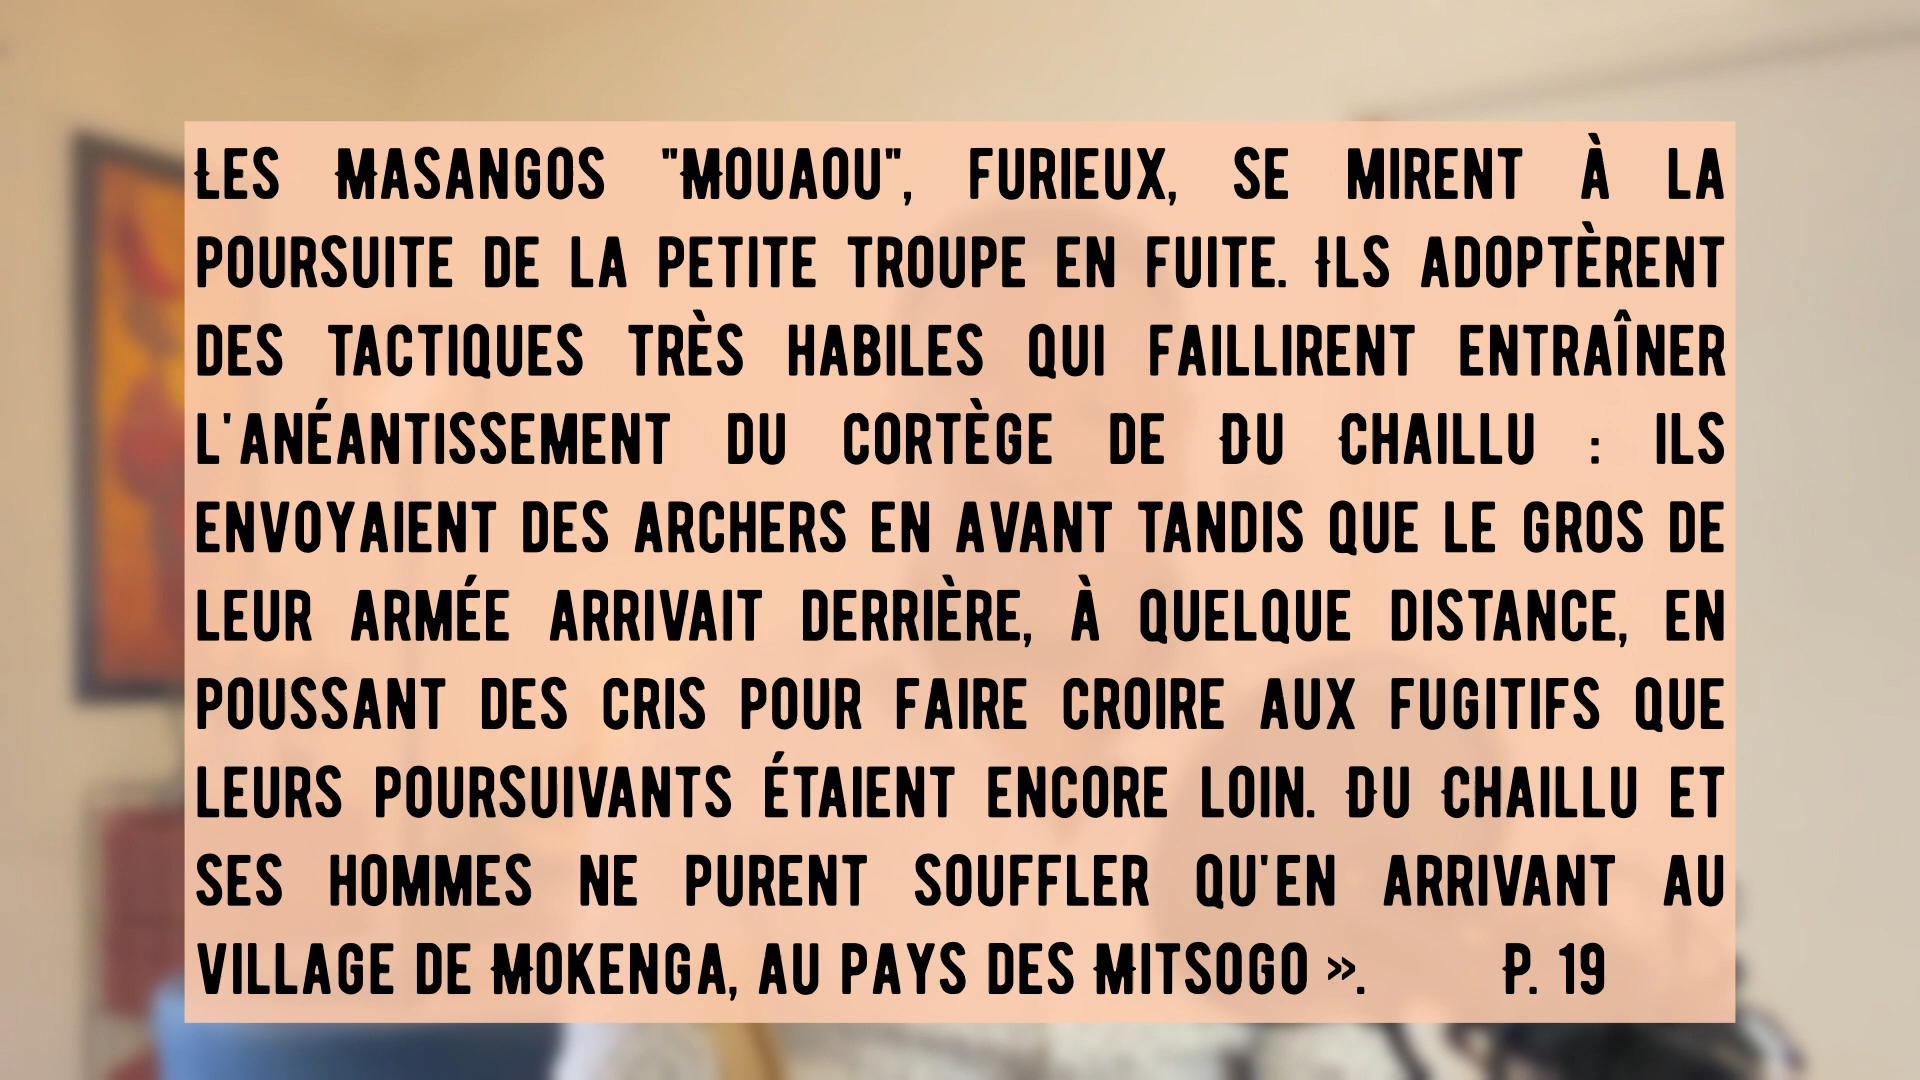 Les Masangos "Mouaou", furieux, se mirent à la
poursuite de la petite troupe en fuite. Ils adoptèrent
des tactiques très habiles qui faillirent entraîner
l'anéantissement du cortège de Du Chaillu : ils
envoyaient des archers en avant tandis que le gros de
leur armée arrivait derrière, à quelque distance, en
poussant des cris pour faire croire aux fugitifs que
leurs poursuivants étaient encore loin. Du Chaillu et
ses hommes ne purent souffler qu'en arrivant au
village de Mokenga, au pays des Mitsogo ». P. 19